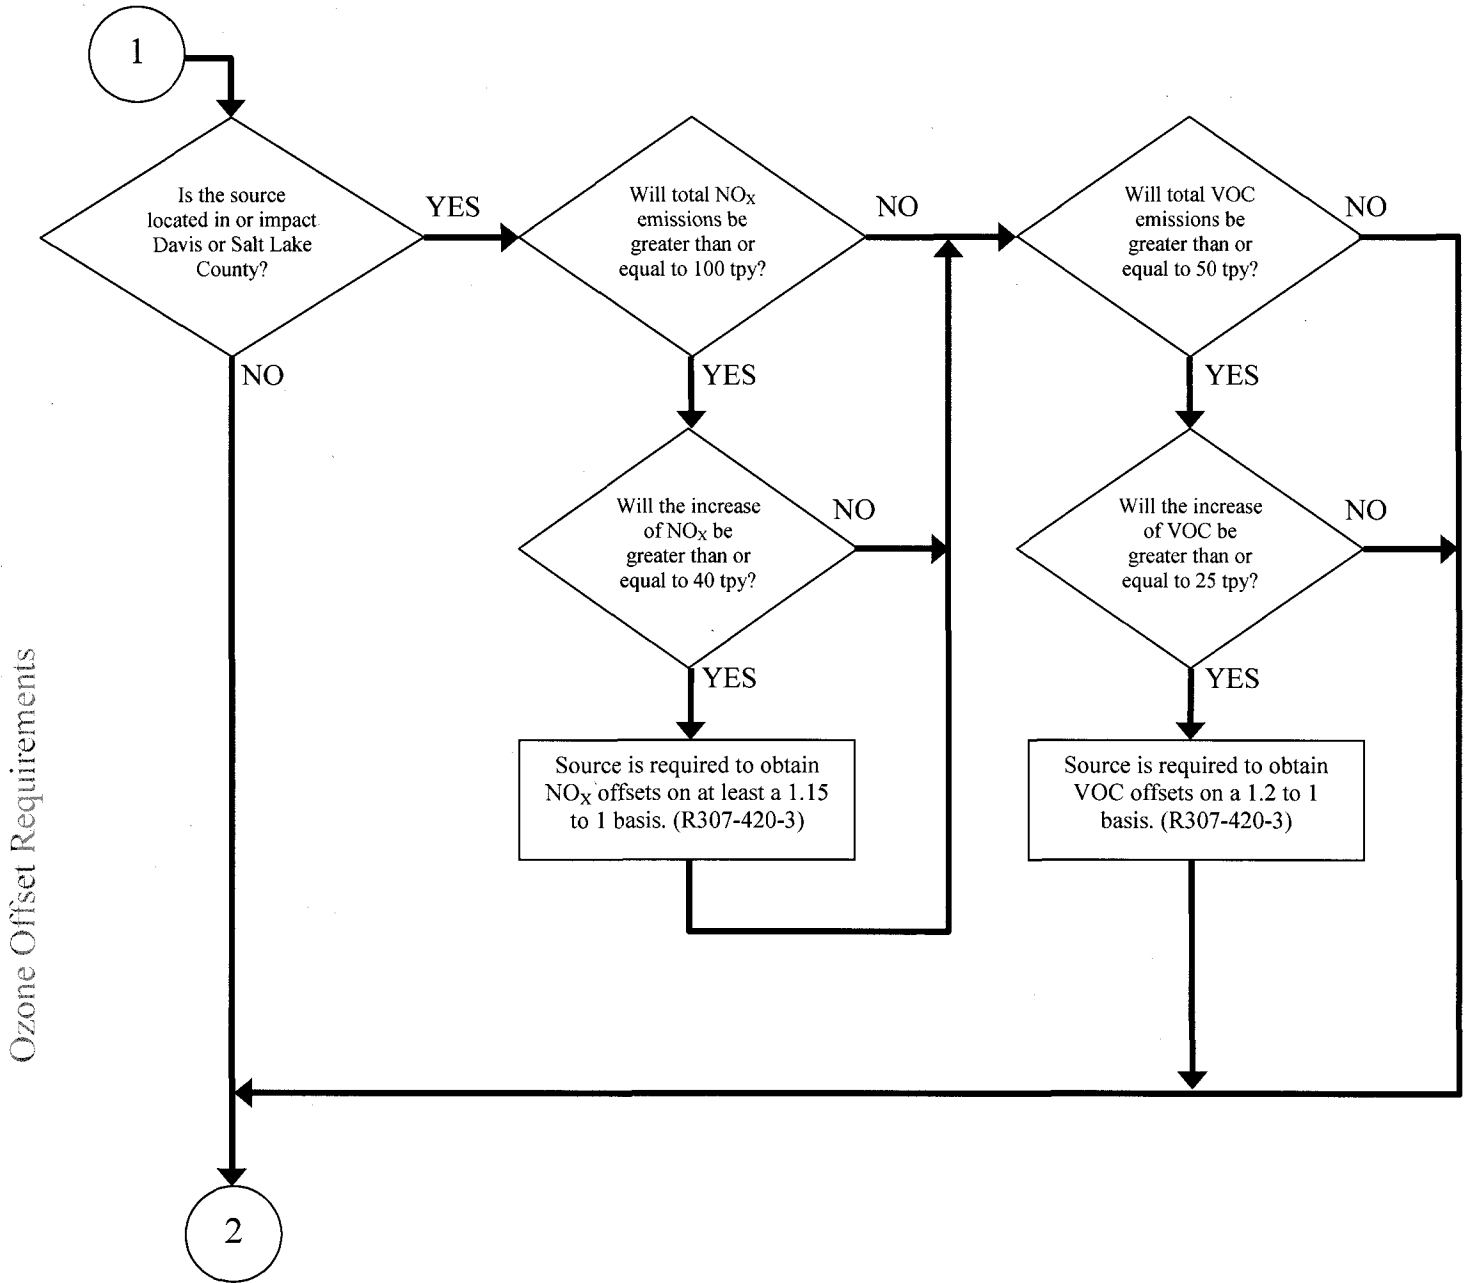 1
Is the source
located in or impact
Davis or Salt Lake
County?
YES
NO
Will total NOX
emissions be
greater than or
equal to 100 tpy?
NO
YES
Will total VOC
emissions be
greater than or
equal to 50 tpy?
NO
YES
Will the increase
of NOX be
greater than or
equal to 40 tpy?
NO
YES
Will the increase
of VOC be
greater than or
equal to 25 tpy?
NO
YES
Source is required to obtain
NOX offsets on at least a 1.15
to 1 basis. (R307-420-3)
Source is required to obtain
VOC offsets on a 1.2 to 1
basis. (R307-420-3)
Ozone Offset Requirements
2